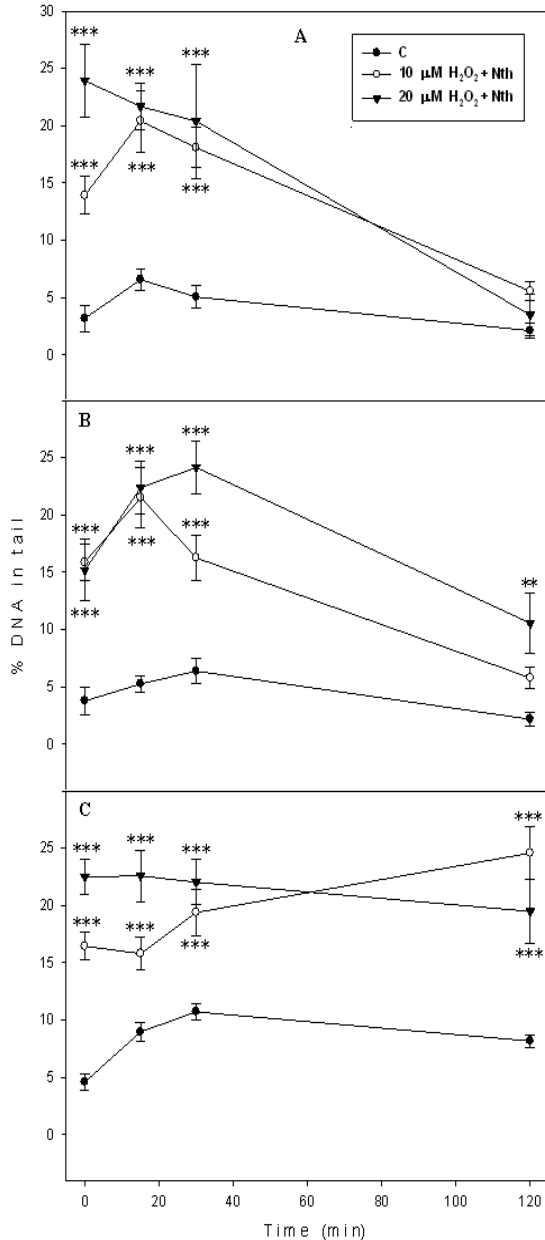 A
C
10 µM H₂O₂ + Nth
20 µM H₂O₂ + Nth
30
25
20
15
10
5
0
*** *** ***
*** *** ***
B
25
20
15
10
5
0
*** *** *** **
*** *** ***
C
25
20
15
10
5
0
*** *** *** ***
*** *** *** ***
% DNA in tail
0 20 40 60 80 100 120
Time (min)